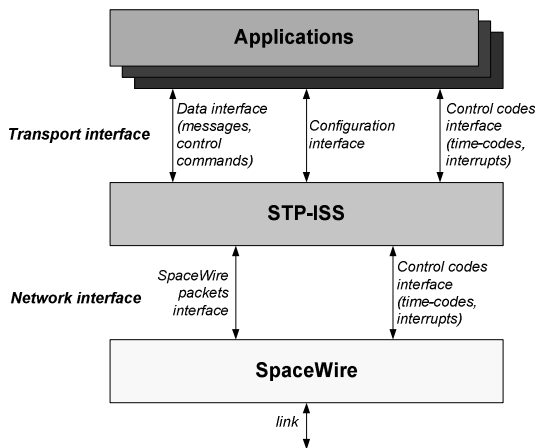 Applications
Transport interface
Data interface
(messages,
control
commands)
Configuration
interface
Control codes
interface
(time-codes,
interrupts)
STP-ISS
Network interface
SpaceWire
packets
interface
Control codes
interface
(time-codes,
interrupts)
SpaceWire
link